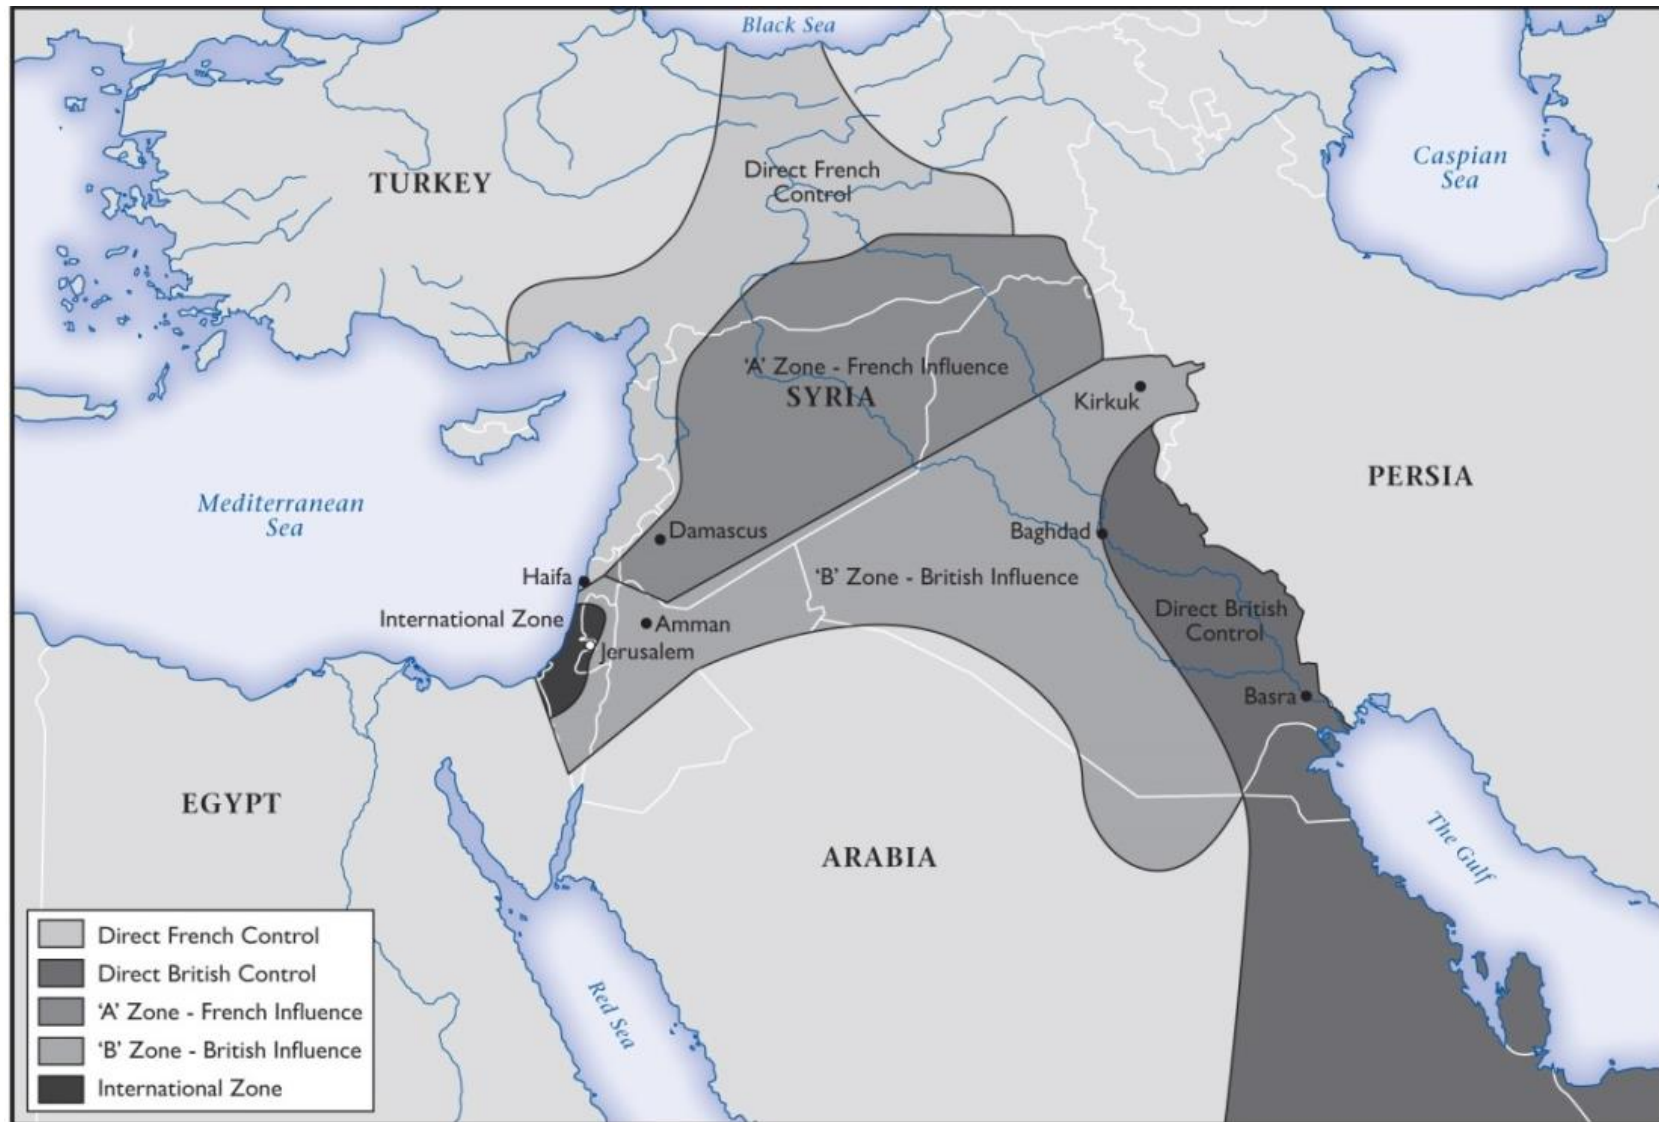 Black Sea
Caspian
Sea
TURKEY
Direct French
Control
'A' Zone - French Influence
SYRIA
Kirkuk
PERSIA
Mediterranean
Sea
Damascus
Baghdad
Haifa
'B' Zone - British Influence
International Zone
Amman
Direct British
Control
Jerusalem
Basra
EGYPT
ARABIA
The Gulf
Red Sea
Direct French Control
Direct British Control
'A' Zone - French Influence
'B' Zone - British Influence
International Zone